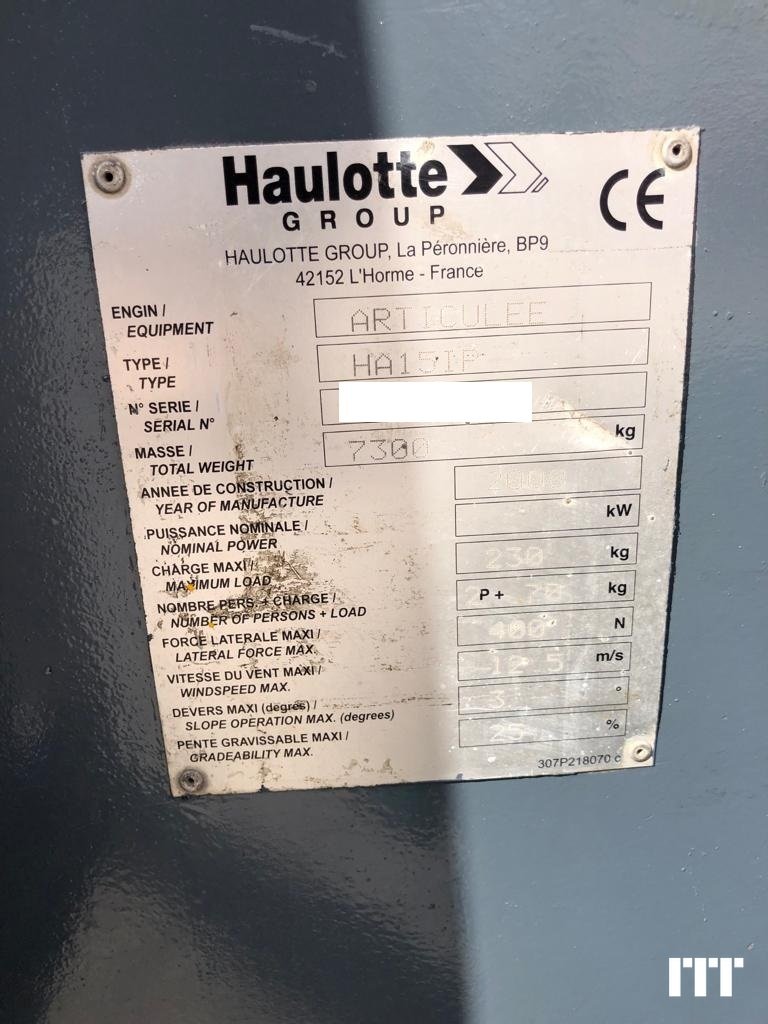 Haulotte
GROUP
CE
HAULOTTE GROUP, La Péronnière, BP9
42152 L'Horme - France
ENGIN /
EQUIPMENT
ARTICULEE
TYPE /
TYPE
HA15IP
N° SERIE /
SERIAL N°
MASSE /
TOTAL WEIGHT
7300 kg
ANNEE DE CONSTRUCTION /
YEAR OF MANUFACTURE
PUISSANCE NOMINALE /
NOMINAL POWER
kW
CHARGE MAXI /
MAXIMUM LOAD
230 kg
NOMBRE PERS. + CHARGE /
NUMBER OF PERSONS + LOAD
P + 70 kg
FORCE LATERALE MAXI /
LATERAL FORCE MAX.
400 N
VITESSE DU VENT MAXI /
WINDSPEED MAX.
12.5 m/s
DEVERS MAXI (degrés) /
SLOPE OPERATION MAX. (degrees)
3 °
PENTE GRAVISSABLE MAXI /
GRADEABILITY MAX.
25 %
307P218070 c
ITT